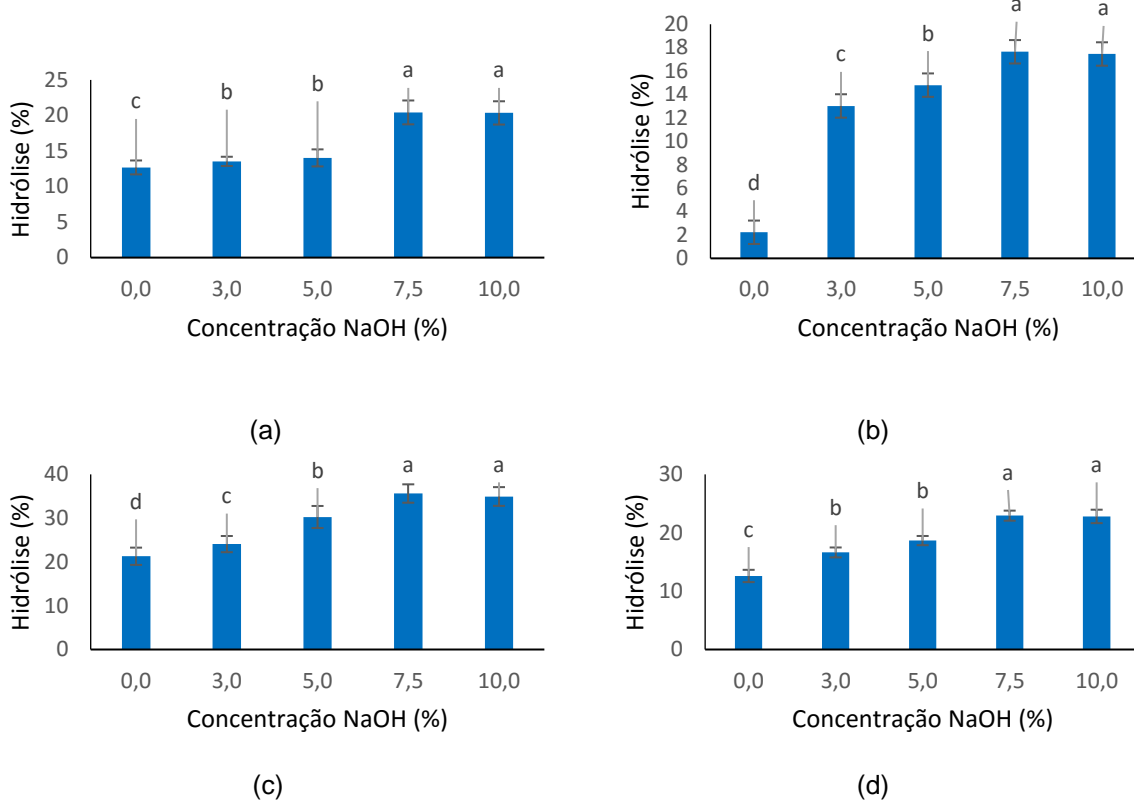 a a a a
25
20
15
10
5
0
Hidrólise (%)
c b b a a
0,0 3,0 5,0 7,5 10,0
Concentração NaOH (%)
(a)
20
18
16
14
12
10
8
6
4
2
0
Hidrólise (%)
d c b a a
0,0 3,0 5,0 7,5 10,0
Concentração NaOH (%)
(b)
40
30
20
10
0
Hidrólise (%)
d c b a a
0,0 3,0 5,0 7,5 10,0
Concentração NaOH (%)
(c)
30
20
10
0
Hidrólise (%)
c b b a a
0,0 3,0 5,0 7,5 10,0
Concentração NaOH (%)
(d)